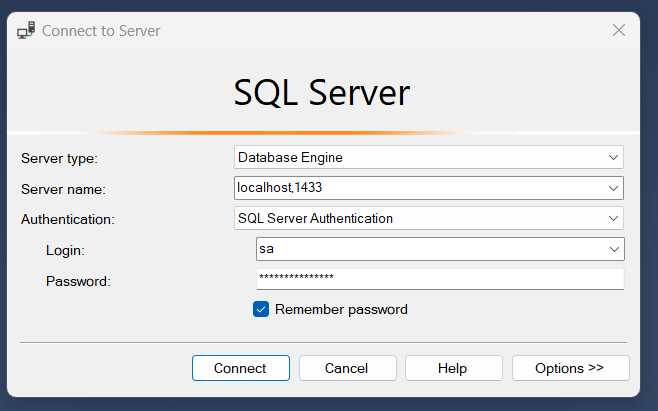 Connect to Server
SQL Server
Server type: Database Engine
Server name: localhost,1433
Authentication: SQL Server Authentication
Login: sa
Password: ***************
Remember password
Connect Cancel Help Options >>